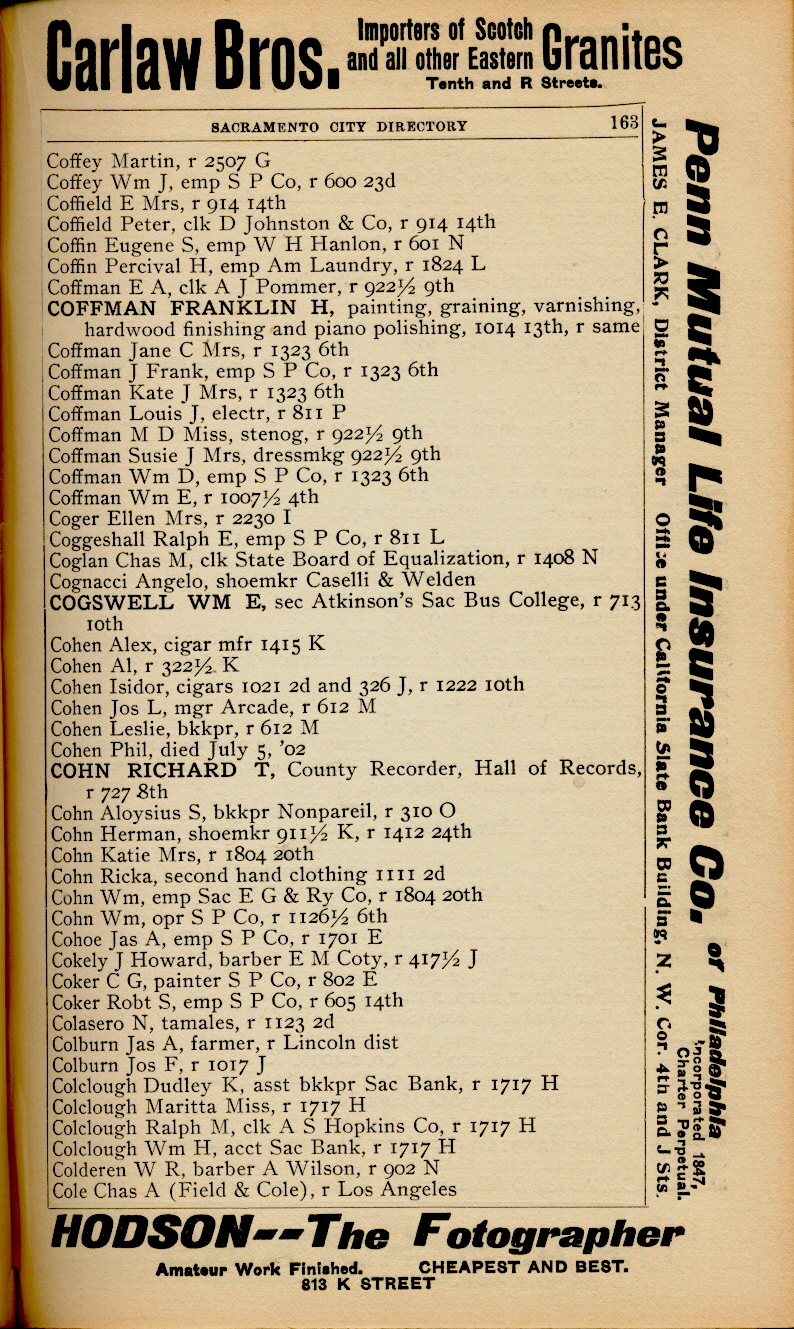 Carlaw Bros. Importers of Scotch and all other Eastern Granites
Tenth and R Streets.
SACRAMENTO CITY DIRECTORY 163
Coffey Martin, r 2507 G
Coffey Wm J, emp S P Co, r 600 23d
Coffield E Mrs, r 914 14th
Coffield Peter, clk D Johnston & Co, r 914 14th
Coffin Eugene S, emp W H Hanlon, r 601 N
Coffin Percival H, emp Am Laundry, r 1824 L
Coffman E A, clk A J Pommer, r 922½ 9th
COFFMAN FRANKLIN H, painting, graining, varnishing,
hardwood finishing and piano polishing, 1014 13th, r same
Coffman Jane C Mrs, r 1323 6th
Coffman J Frank, emp S P Co, r 1323 6th
Coffman Kate J Mrs, r 1323 6th
Coffman Louis J, electr, r 811 P
Coffman M D Miss, stenog, r 922½ 9th
Coffman Susie J Mrs, dressmkg 922½ 9th
Coffman Wm D, emp S P Co, r 1323 6th
Coffman Wm E, r 1007½ 4th
Coger Ellen Mrs, r 2230 I
Coggeshall Ralph E, emp S P Co, r 811 L
Coglan Chas M, clk State Board of Equalization, r 1408 N
Cognacci Angelo, shoemkr Caselli & Welden
COGSWELL WM E, sec Atkinson's Sac Bus College, r 713
10th
Cohen Alex, cigar mfr 1415 K
Cohen Al, r 322½ K
Cohen Isidor, cigars 1021 2d and 326 J, r 1222 10th
Cohen Jos L, mgr Arcade, r 612 M
Cohen Leslie, bkkpr, r 612 M
Cohen Phil, died July 5, '02
COHN RICHARD T, County Recorder, Hall of Records,
r 727 8th
Cohn Aloysius S, bkkpr Nonpareil, r 310 O
Cohn Herman, shoemkr 911½ K, r 1412 24th
Cohn Katie Mrs, r 1804 20th
Cohn Ricka, second hand clothing 1111 2d
Cohn Wm, emp Sac E G & Ry Co, r 1804 20th
Cohn Wm, opr S P Co, r 1126½ 6th
Cohoe Jas A, emp S P Co, r 1701 E
Cokely J Howard, barber E M Coty, r 417½ J
Coker C G, painter S P Co, r 802 E
Coker Robt S, emp S P Co, r 605 14th
Colasero N, tamales, r 1123 2d
Colburn Jas A, farmer, r Lincoln dist
Colburn Jos F, r 1017 J
Colclough Dudley K, asst bkkpr Sac Bank, r 1717 H
Colclough Maritta Miss, r 1717 H
Colclough Ralph M, clk A S Hopkins Co, r 1717 H
Colclough Wm H, acct Sac Bank, r 1717 H
Colderen W R, barber A Wilson, r 902 N
Cole Chas A (Field & Cole), r Los Angeles
Penn Mutual Life Insurance Co. of Philadelphia
Incorporated 1847,
Charter Perpetual.
JAMES E. CLARK, District Manager Office under California State Bank Building, N. W. Cor. 4th and J Sts.
HODSON--The Fotographer
Amateur Work Finished. CHEAPEST AND BEST.
813 K STREET